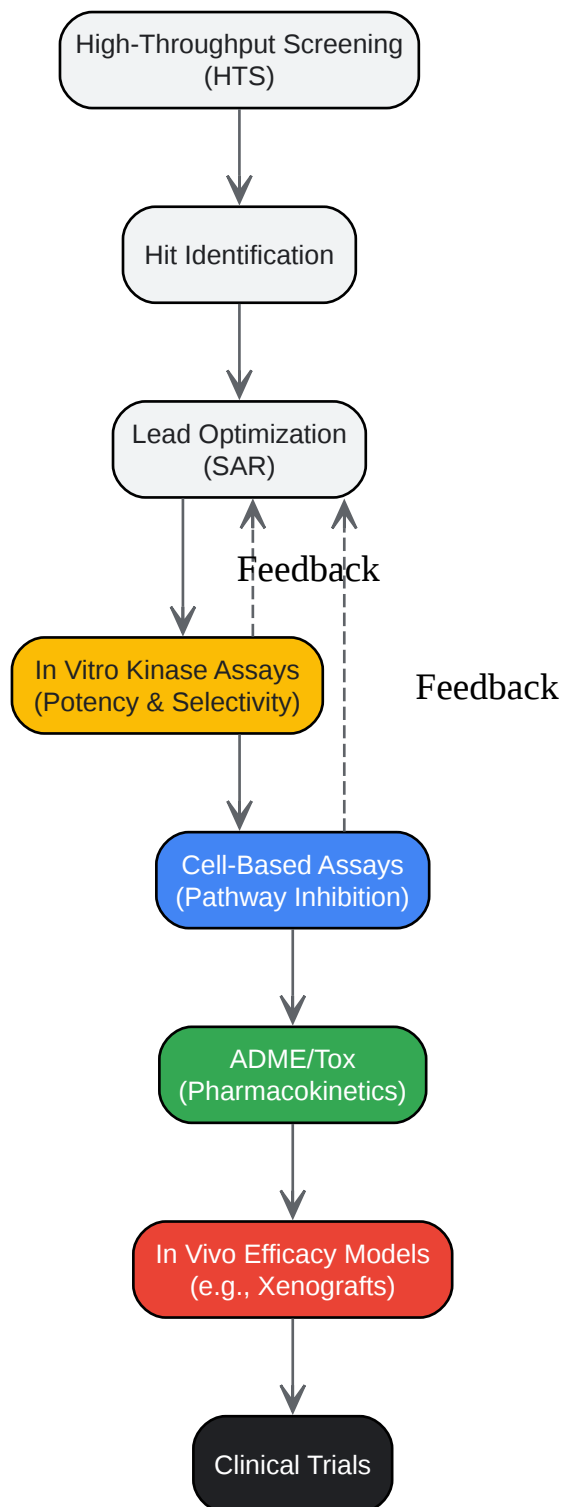 High-Throughput Screening
(HTS)
Hit Identification
Lead Optimization
(SAR)
Feedback
In Vitro Kinase Assays
(Potency & Selectivity)
Feedback
Cell-Based Assays
(Pathway Inhibition)
ADME/Tox
(Pharmacokinetics)
In Vivo Efficacy Models
(e.g., Xenografts)
Clinical Trials